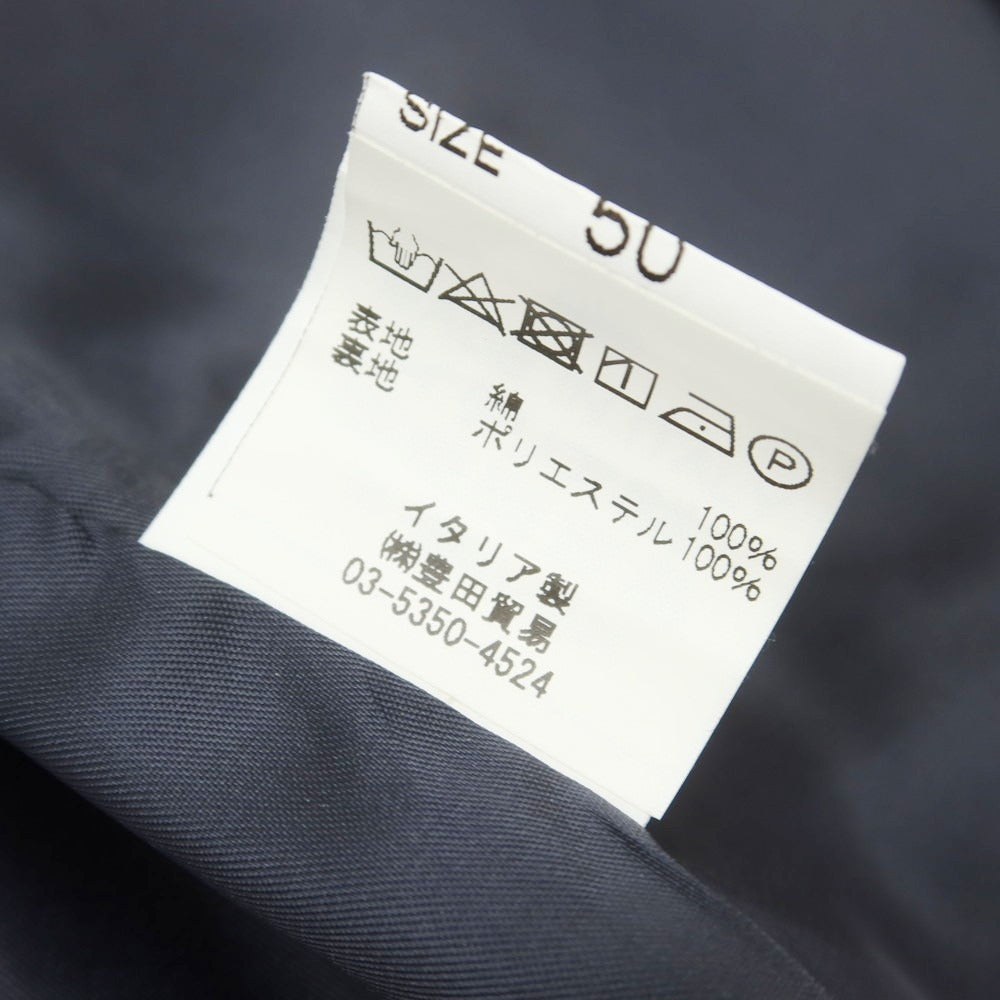 SIZE 50
P
表地 綿 100%
裏地 ポリエステル 100%
イタリア製
㈱豊田貿易
03-5350-4524